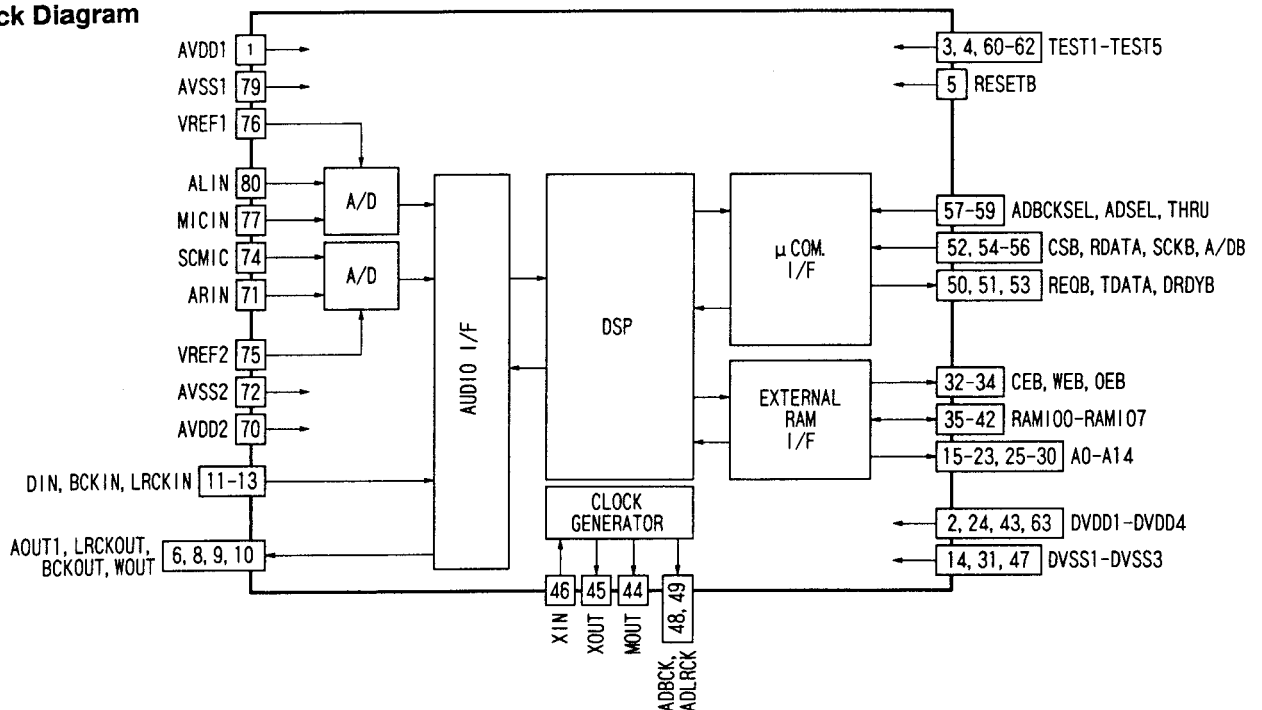 ck Diagram
AVDD1 1
AVSS1 79
VREF1 76
ALIN 80
MICIN 77
SCMIC 74
ARIN 71
VREF2 75
AVSS2 72
AVDD2 70
DIN, BCKIN, LRCKIN 11-13
AOUT1, LRCKOUT,
BCKOUT, WOUT 6, 8, 9, 10
A/D
A/D
AUDIO I/F
DSP
CLOCK
GENERATOR
μ COM.
I/F
EXTERNAL
RAM
I/F
46 XIN
45 XOUT
44 MOUT
48, 49 ADBCK,
ADLRCK
3, 4, 60-62 TEST1-TEST5
5 RESETB
57-59 ADBCKSEL, ADSEL, THRU
52, 54-56 CSB, RDATA, SCKB, A/DB
50, 51, 53 REQB, TDATA, DRDYB
32-34 CEB, WEB, OEB
35-42 RAMIO0-RAMIO7
15-23, 25-30 A0-A14
2, 24, 43, 63 DVDD1-DVDD4
14, 31, 47 DVSS1-DVSS3